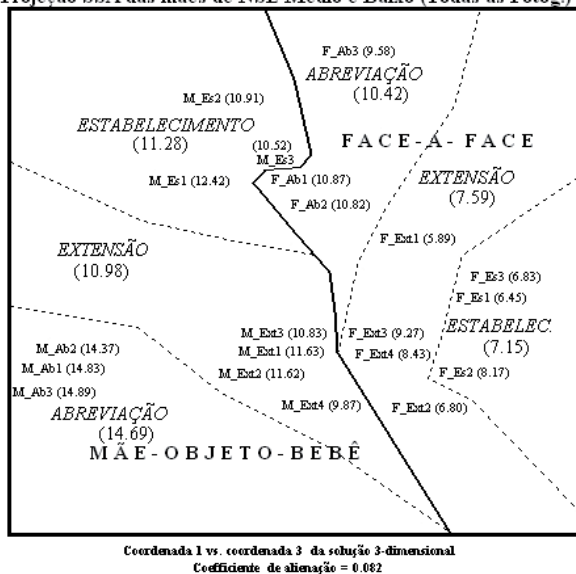 Projeção SSA das mães de NSE Médio e Baixo (Todas as Fotog.)
F_Ab3 (9.58)
ABREVIAÇÃO
(10.42)
M_Es2 (10.91)
ESTABELECIMENTO
(11.28)
(10.52)
M_Es3
FACE-A-FACE
M_Es1 (12.42)
F_Ab1 (10.87)
EXTENSÃO
(7.59)
F_Ab2 (10.82)
F_Ext1 (5.89)
EXTENSÃO
(10.98)
F_Es3 (6.83)
F_Es1 (6.45)
M_Ext3 (10.83)
F_Ext3 (9.27)
ESTABELEC.
(7.15)
M_Ab2 (14.37)
M_Ext1 (11.63)
F_Ext4 (8.43)
M_Ab1 (14.83)
M_Ext2 (11.62)
F_Es2 (8.17)
M_Ab3 (14.89)
M_Ext4 (9.87)
F_Ext2 (6.80)
ABREVIAÇÃO
(14.69)
MÃE-OBJETO-BEBÊ
Coordenada 1 vs. coordenada 3 da solução 3-dimensional
Coefficiente de alienação = 0.082